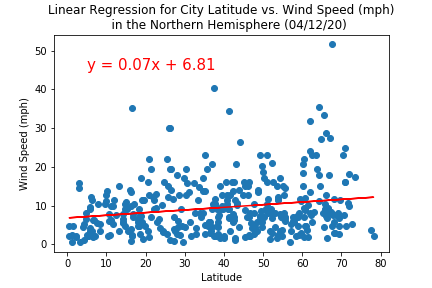 Linear Regression for City Latitude vs. Wind Speed (mph)
in the Northern Hemisphere (04/12/20)
y = 0.07x + 6.81
Wind Speed (mph)
50
40
30
20
10
0
0 10 20 30 40 50 60 70 80
Latitude